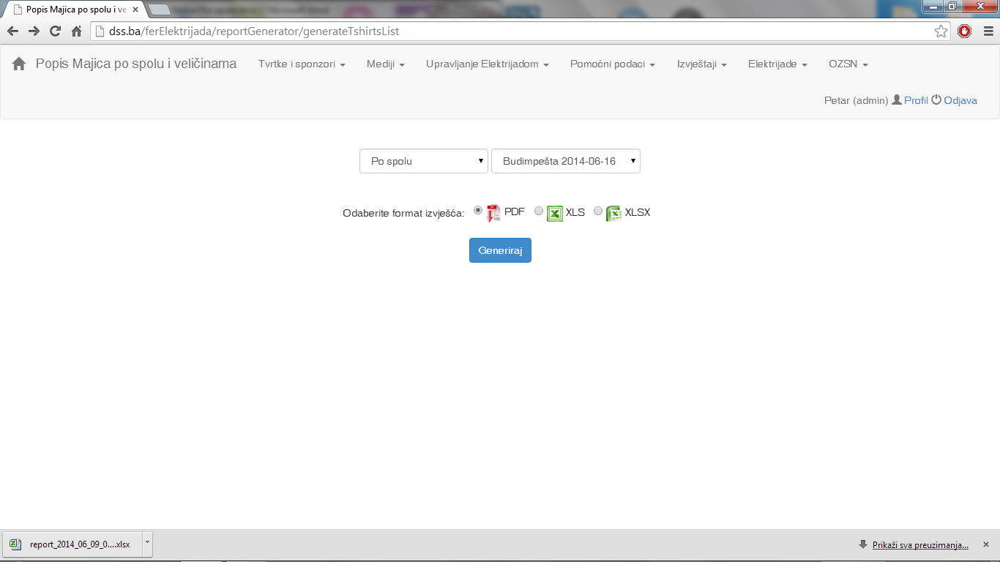 Popis Majica po spolu i ve
dss.ba/ferElektrijada/reportGenerator/generateTshirtsList
Popis Majica po spolu i veličinama Tvrtke i sponzori Mediji Upravljanje Elektrijadom Pomoćni podaci Izvještaji Elektrijade OZSN
Petar (admin) Profil Odjava
Po spolu Budimpešta 2014-06-16
Odaberite format izvješća: PDF XLS XLSX
Generiraj
report_2014_06_09_0....xlsx Prikaži sva preuzimanja...